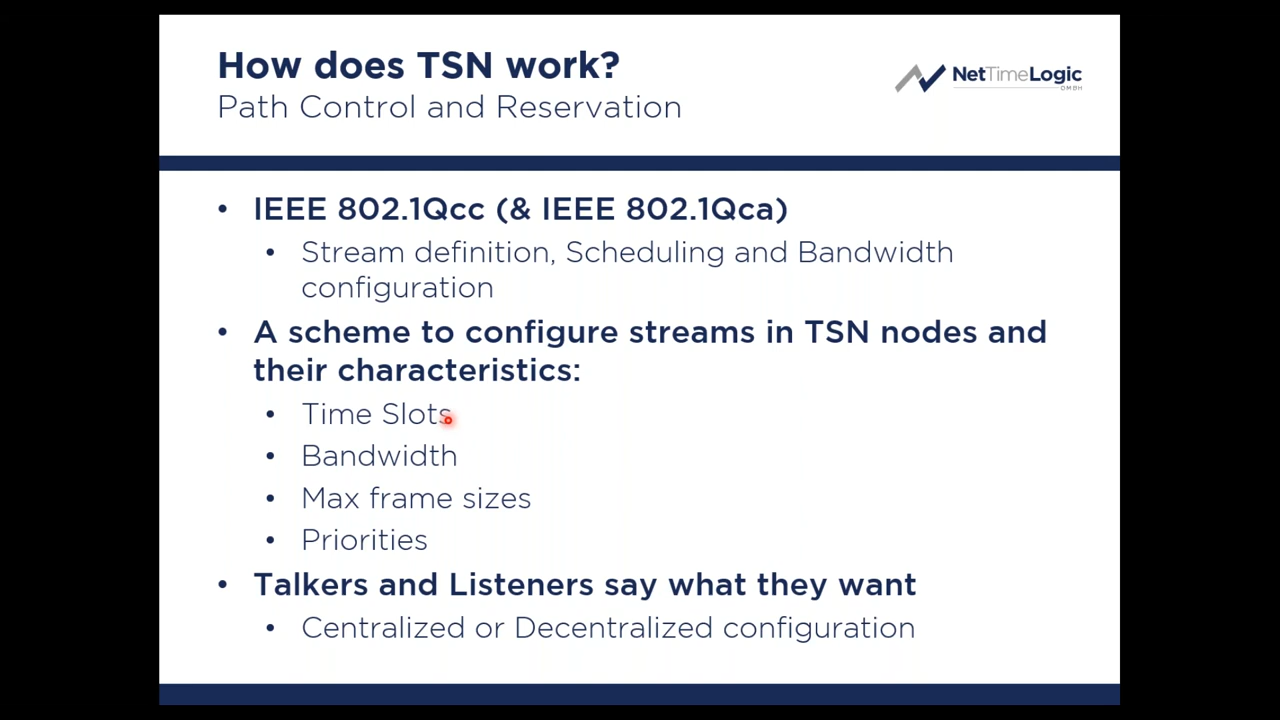 How does TSN work?
Path Control and Reservation
NetTimeLogic
GMBH
• IEEE 802.1Qcc (& IEEE 802.1Qca)
• Stream definition, Scheduling and Bandwidth
configuration
• A scheme to configure streams in TSN nodes and
their characteristics:
• Time Slots
• Bandwidth
• Max frame sizes
• Priorities
• Talkers and Listeners say what they want
• Centralized or Decentralized configuration